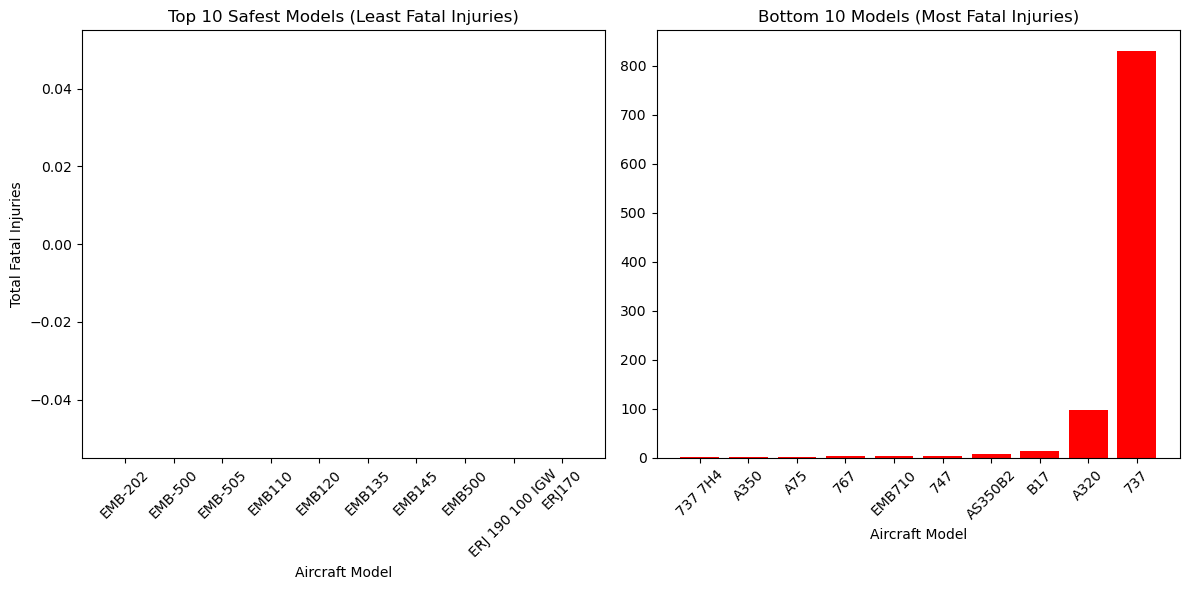 Top 10 Safest Models (Least Fatal Injuries)
Total Fatal Injuries
0.04
0.02
0.00
−0.02
−0.04
EMB-202
EMB-500
EMB-505
EMB110
EMB120
EMB135
EMB145
EMB500
ERJ 190 100 IGW
ERJ170
Aircraft Model
Bottom 10 Models (Most Fatal Injuries)
800
700
600
500
400
300
200
100
0
737 7H4
A350
A75
767
EMB710
747
AS350B2
B17
A320
737
Aircraft Model